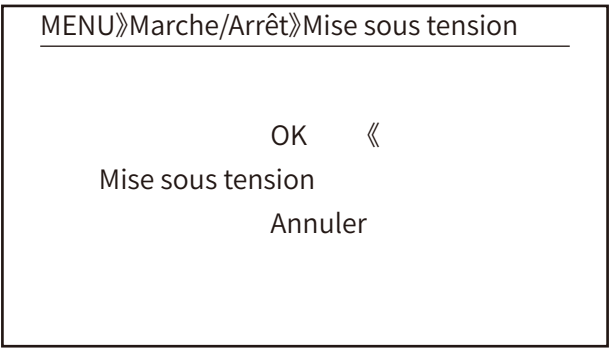 MENU》Marche/Arrêt》Mise sous tension
OK 《
Mise sous tension
Annuler